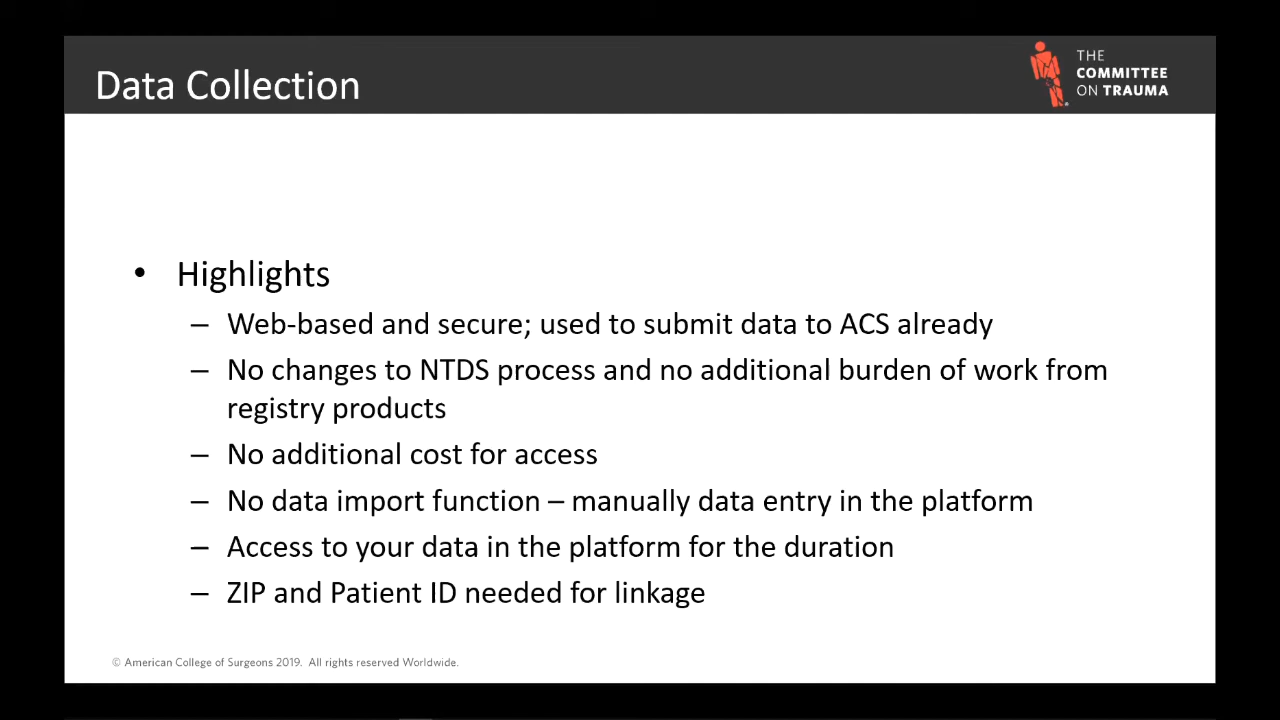 Data Collection
THE
COMMITTEE
ON TRAUMA
• Highlights
– Web-based and secure; used to submit data to ACS already
– No changes to NTDS process and no additional burden of work from
registry products
– No additional cost for access
– No data import function – manually data entry in the platform
– Access to your data in the platform for the duration
– ZIP and Patient ID needed for linkage
© American College of Surgeons 2019. All rights reserved Worldwide.